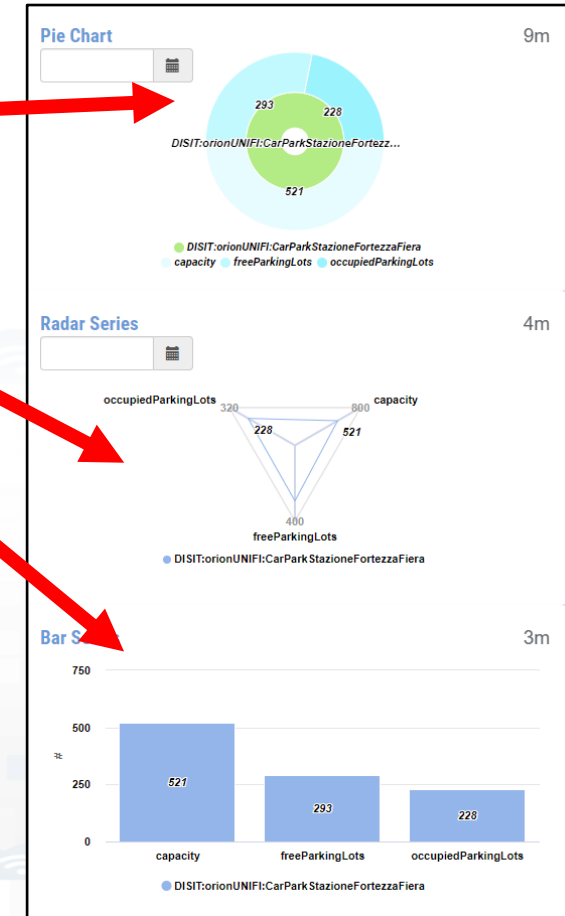 Pie Chart 9m
293 228
DISIT:orionUNIFI:CarParkStazioneFortezz...
521
DISIT:orionUNIFI:CarParkStazioneFortezzaFiera
capacity freeParkingLots occupiedParkingLots
Radar Series 4m
occupiedParkingLots 320 800 capacity
228 521
400
freeParkingLots
DISIT:orionUNIFI:CarParkStazioneFortezzaFiera
Bar 3m
750
500
#
521
250
293
228
0
capacity freeParkingLots occupiedParkingLots
DISIT:orionUNIFI:CarParkStazioneFortezzaFiera